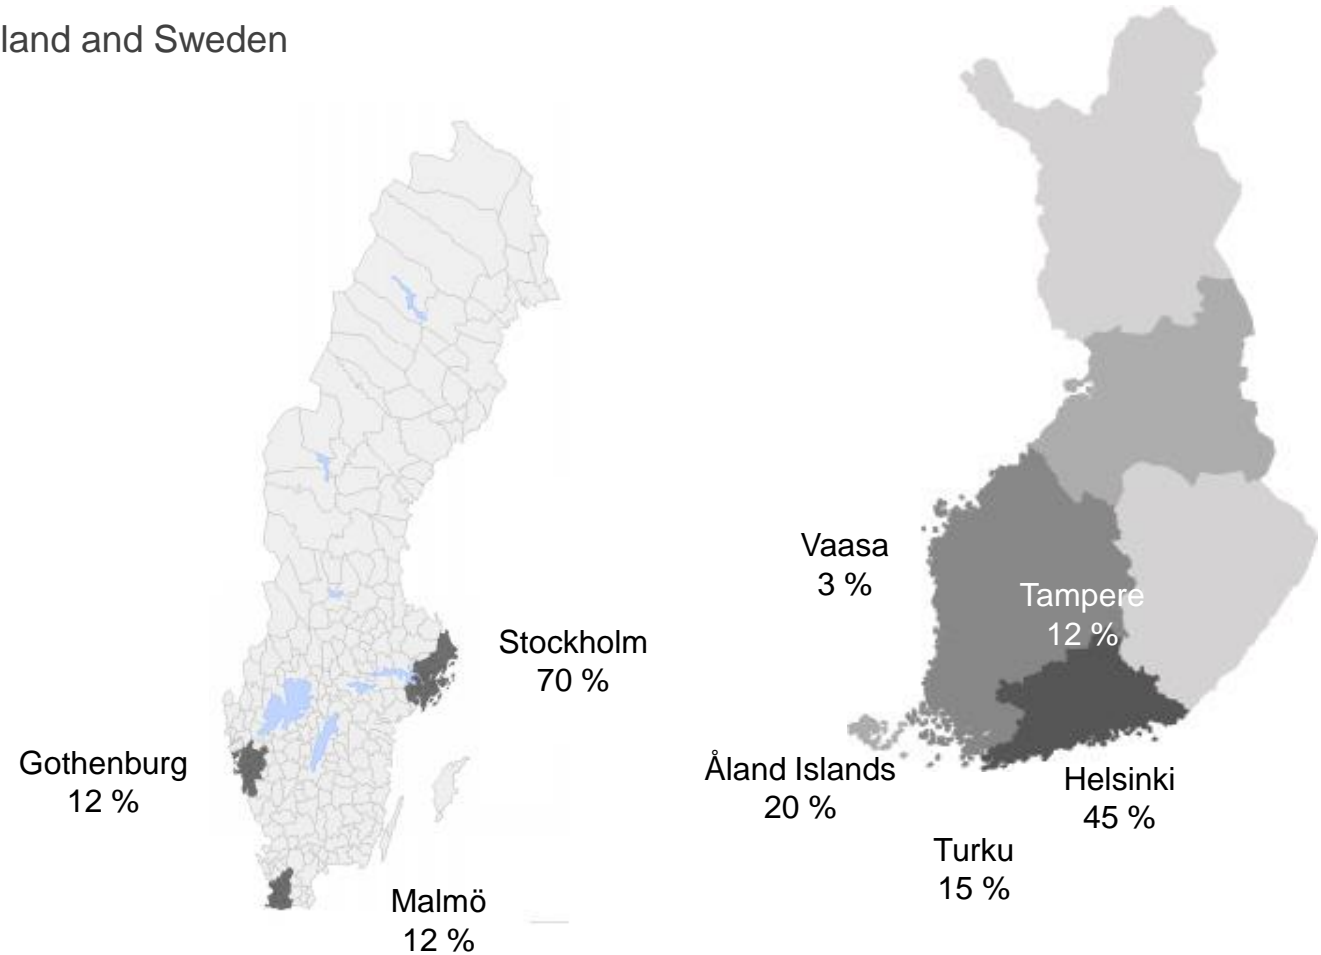 land and Sweden
Stockholm
70 %
Gothenburg
12 %
Malmö
12 %
Vaasa
3 %
Tampere
12 %
Åland Islands
20 %
Helsinki
45 %
Turku
15 %